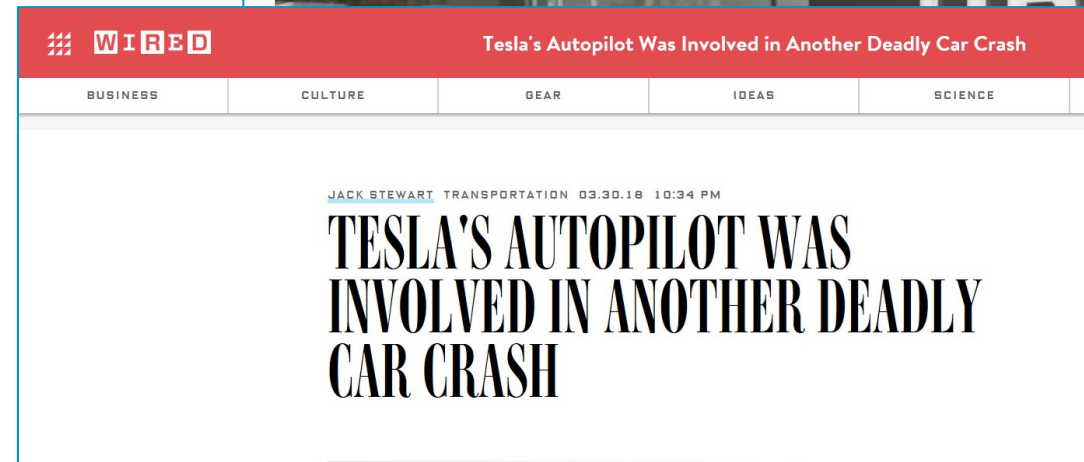 WIRED
Tesla's Autopilot Was Involved in Another Deadly Car Crash
BUSINESS
CULTURE
GEAR
IDEAS
SCIENCE
JACK STEWART TRANSPORTATION 03.30.18 10:34 PM
TESLA'S AUTOPILOT WAS
INVOLVED IN ANOTHER DEADLY
CAR CRASH